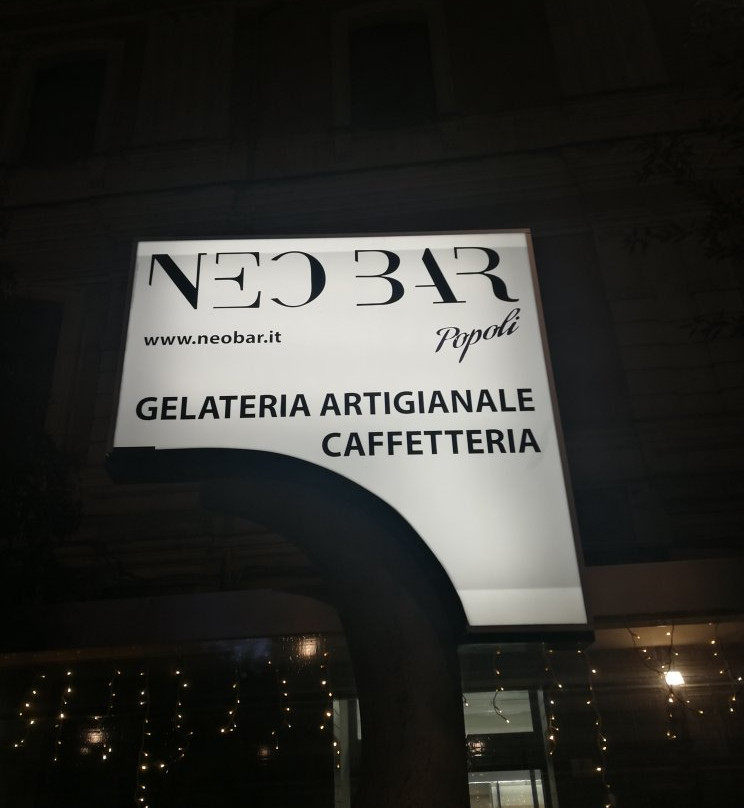 NEO BAR
www.neobar.it
Popoli
GELATERIA ARTIGIANALE
CAFFETTERIA